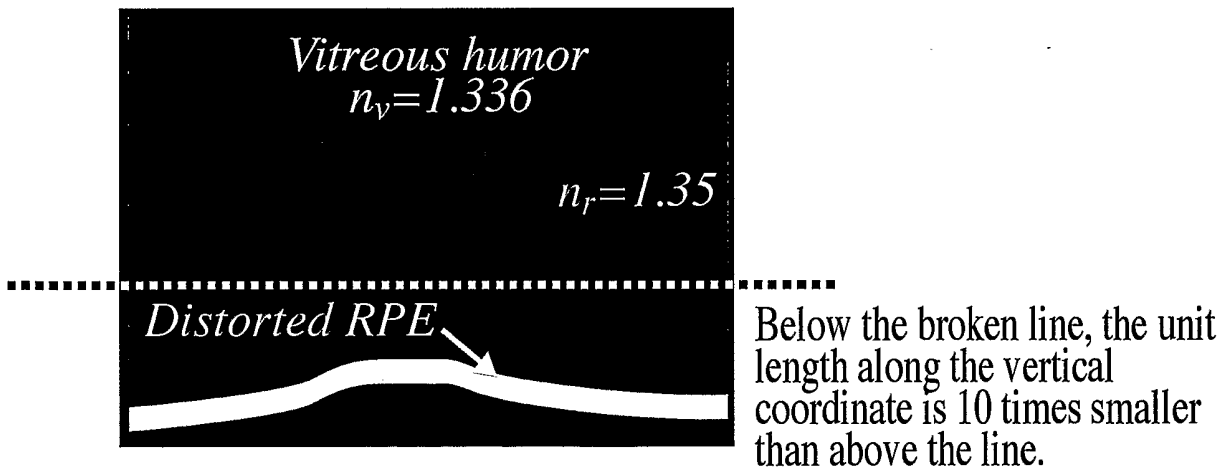 Vitreous humor
nv=1.336
nr=1.35
Distorted RPE
Below the broken line, the unit
length along the vertical
coordinate is 10 times smaller
than above the line.